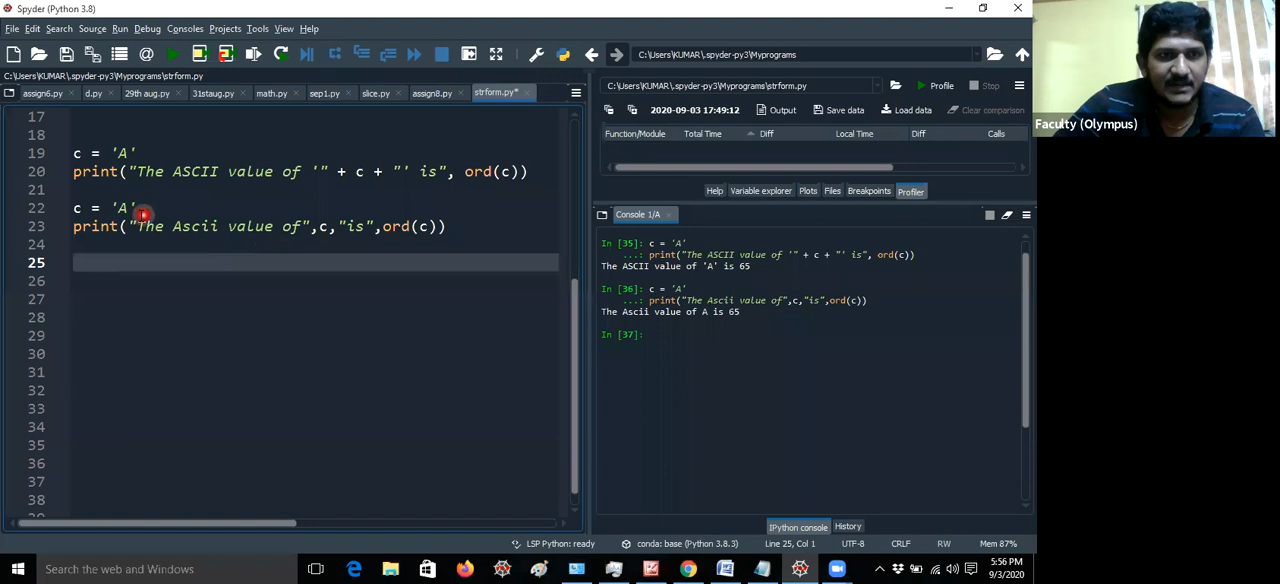 Spyder (Python 3.8)
File Edit Search Source Run Debug Consoles Projects Tools View Help
C:\Users\KUMAR\.spyder-py3\Myprograms
C:\Users\KUMAR\.spyder-py3\Myprograms\strform.py
assign6.py d.py 29th aug.py 31staug.py math.py sep1.py slice.py assign8.py strform.py*
17
18
19 c = 'A'
20 print("The ASCII value of '" + c + "' is", ord(c))
21
22 c = 'A'
23 print("The Ascii value of",c,"is",ord(c))
24
25
26
27
28
29
30
31
32
33
34
35
36
37
38
C:\Users\KUMAR\.spyder-py3\Myprograms\strform.py Profile Stop
2020-09-03 17:49:12 Output Save data Load data Clear comparison
Function/Module Total Time Diff Local Time Diff Calls
Help Variable explorer Plots Files Breakpoints Profiler
Console 1/A
In [35]: c = 'A'
...: print("The ASCII value of '" + c + "' is", ord(c))
The ASCII value of 'A' is 65
In [36]: c = 'A'
...: print("The Ascii value of",c,"is",ord(c))
The Ascii value of A is 65
In [37]:
IPython console History
LSP Python: ready conda: base (Python 3.8.3) Line 25, Col 1 UTF-8 CRLF RW Mem 87%
Type here to search
Faculty (Olympus)
Search the web and Windows
5:56 PM
9/3/2020